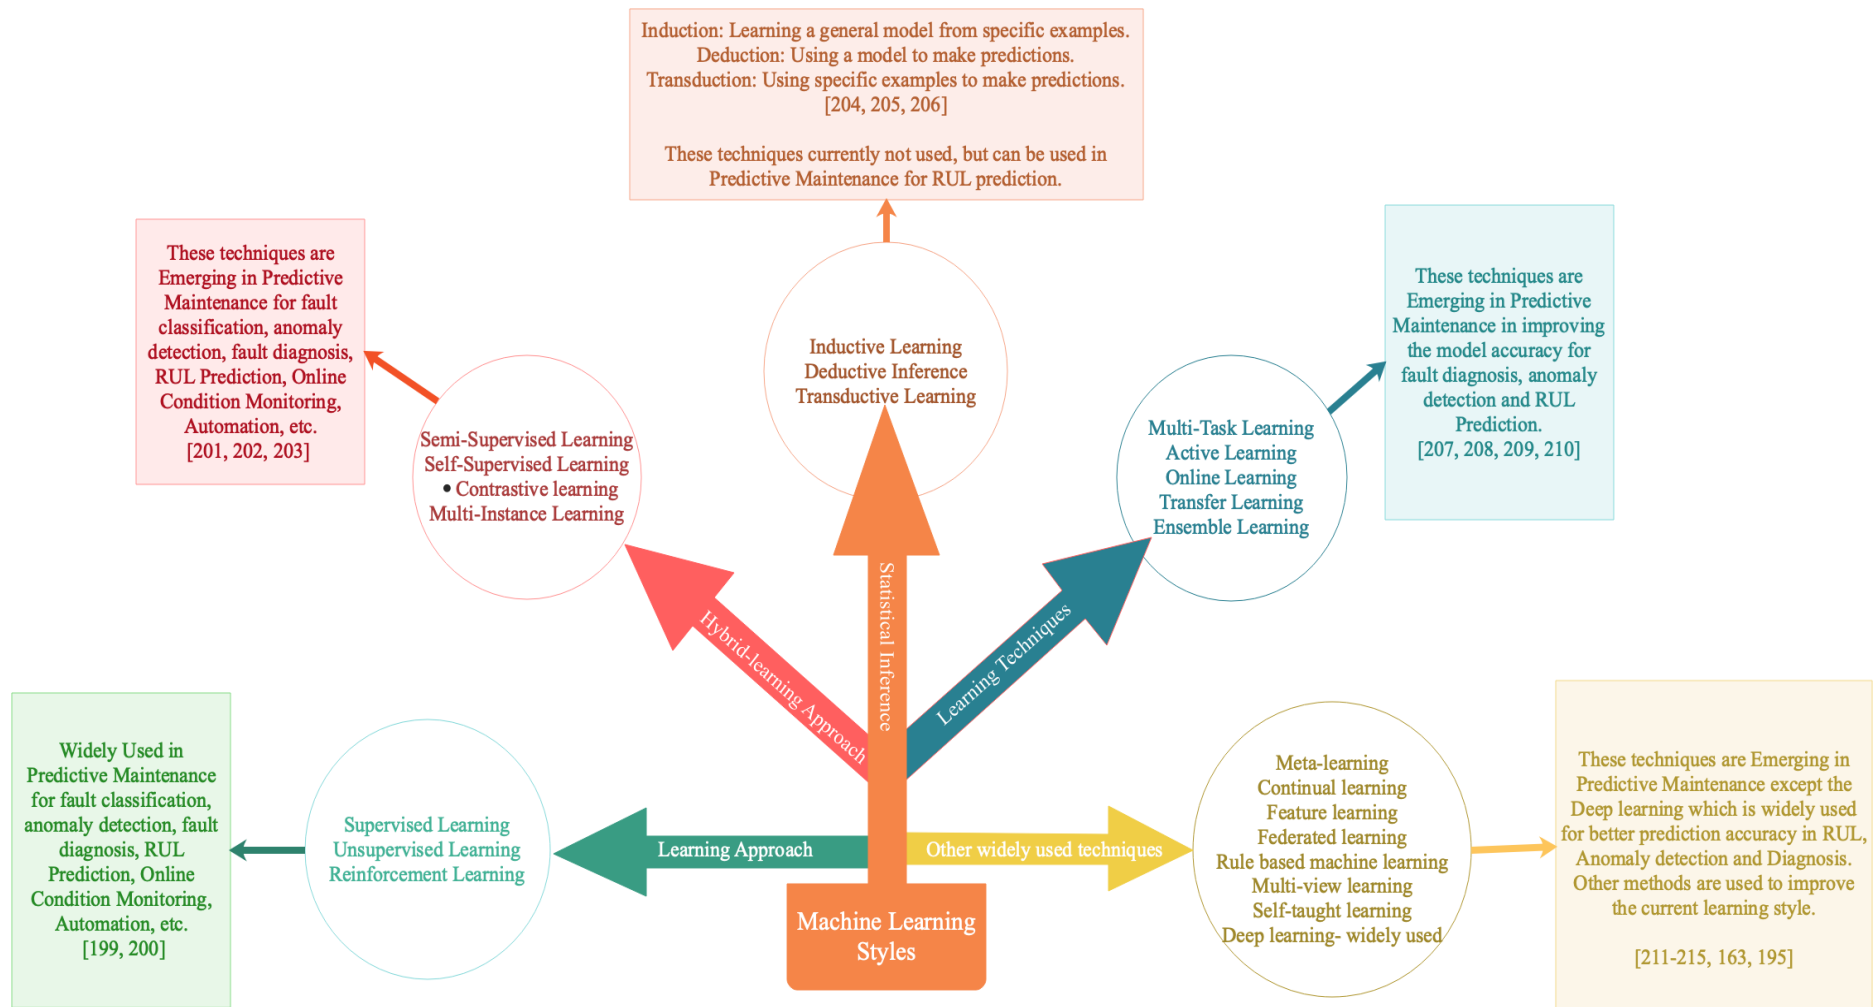 Induction: Learning a general model from specific examples.
Deduction: Using a model to make predictions.
Transduction: Using specific examples to make predictions.
[204, 205, 206]
These techniques currently not used, but can be used in
Predictive Maintenance for RUL prediction.
These techniques are
Emerging in Predictive
Maintenance for fault
classification, anomaly
detection, fault diagnosis,
RUL Prediction, Online
Condition Monitoring,
Automation, etc.
[201, 202, 203]
Inductive Learning
Deductive Inference
Transductive Learning
These techniques are
Emerging in Predictive
Maintenance in improving
the model accuracy for
fault diagnosis, anomaly
detection and RUL
Prediction.
[207, 208, 209, 210]
Semi-Supervised Learning
Self-Supervised Learning
• Contrastive learning
Multi-Instance Learning
Multi-Task Learning
Active Learning
Online Learning
Transfer Learning
Ensemble Learning
Hybrid-learning Approach
Statistical Inference
Learning Techniques
Widely Used in
Predictive Maintenance
for fault classification,
anomaly detection, fault
diagnosis, RUL
Prediction, Online
Condition Monitoring,
Automation, etc.
[199, 200]
Supervised Learning
Unsupervised Learning
Reinforcement Learning
Learning Approach
Other widely used techniques
Meta-learning
Continual learning
Feature learning
Federated learning
Rule based machine learning
Multi-view learning
Self-taught learning
Deep learning- widely used
These techniques are Emerging in
Predictive Maintenance except the
Deep learning which is widely used
for better prediction accuracy in RUL,
Anomaly detection and Diagnosis.
Other methods are used to improve
the current learning style.
[211-215, 163, 195]
Machine Learning
Styles